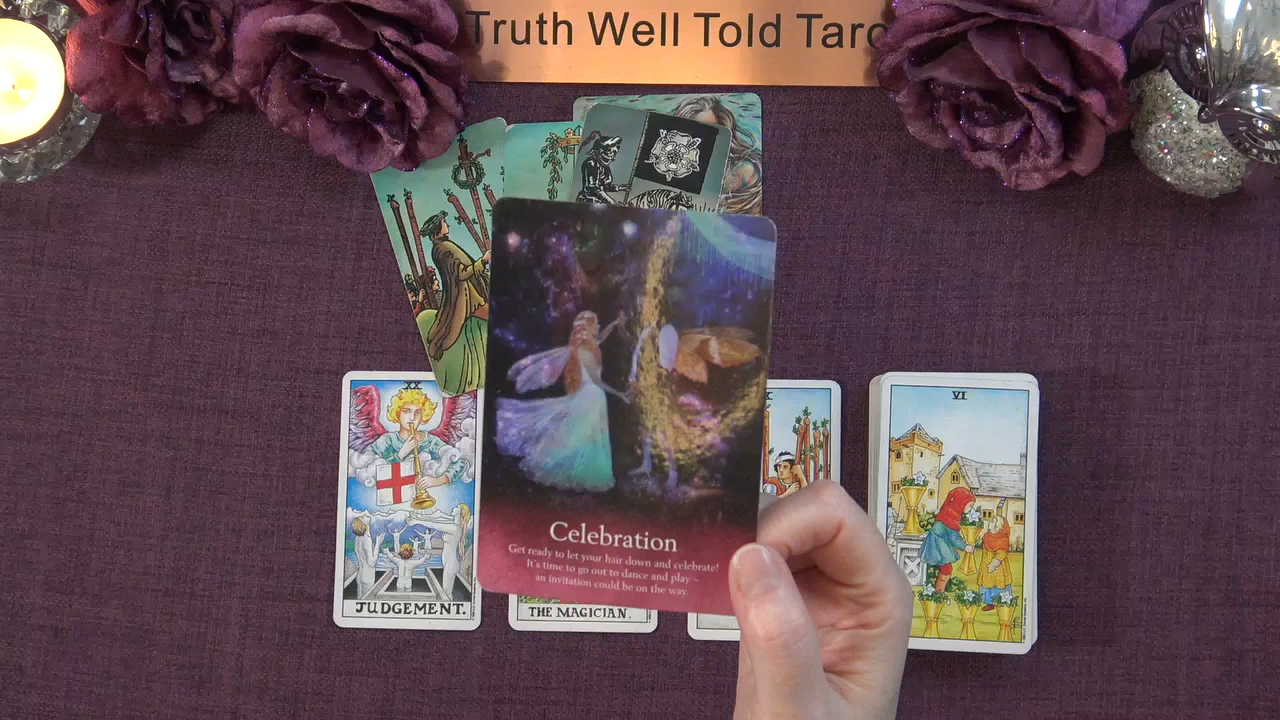 Truth Well Told Taro
XX
X
VI
Celebration
Get ready to let your hair down and celebrate!
It's time to go out to dance and play –
an invitation could be on the way.
JUDGEMENT.
THE MAGICIAN.